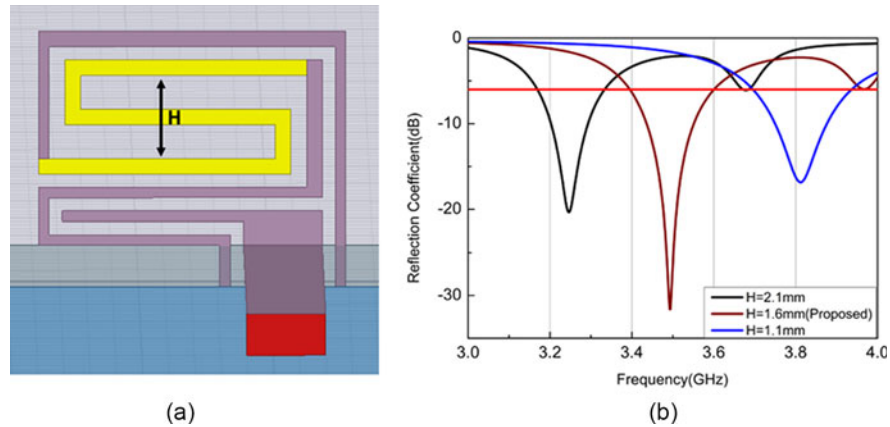 H
(a)
Reflection Coefficient(dB)
0
-10
-20
-30
3.0
3.2
3.4
3.6
3.8
4.0
Frequency(GHz)
H=2.1mm
H=1.6mm(Proposed)
H=1.1mm
(b)